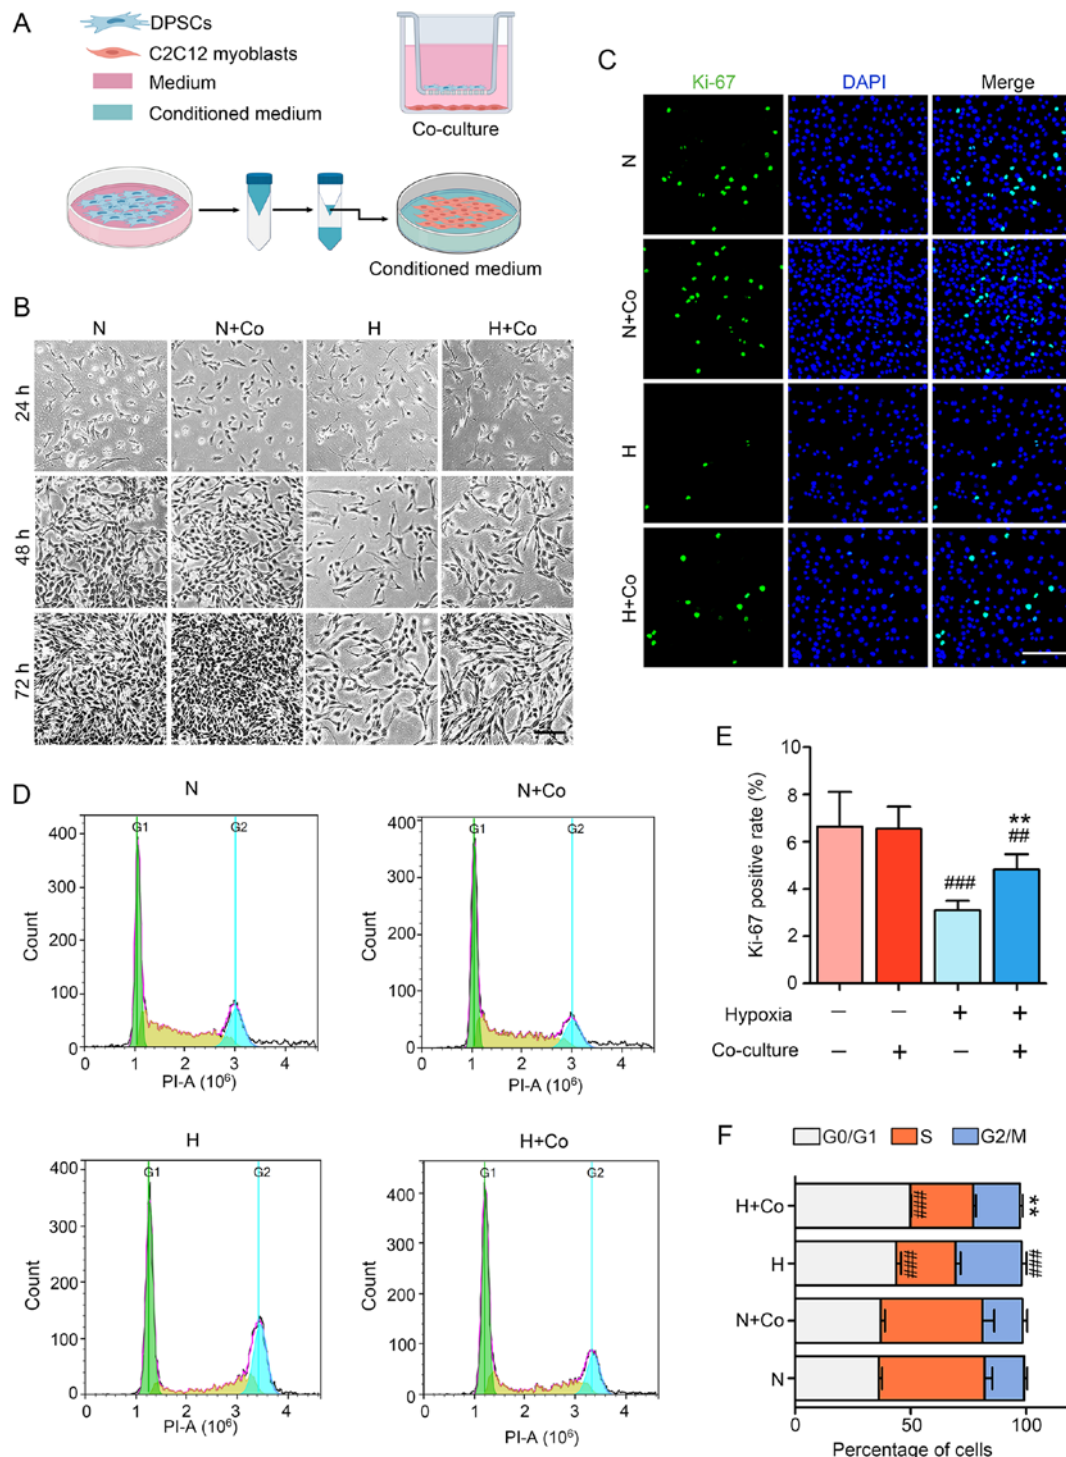 A
DPSCs
C2C12 myoblasts
Medium
Conditioned medium
Co-culture
Conditioned medium
B
N N+Co H H+Co
24 h
48 h
72 h
C
Ki-67 DAPI Merge
N
N+Co
H
H+Co
D
N
G1 G2
400
300
200
100
0
Count
0 1 2 3 4
PI-A (10⁶)
N+Co
G1 G2
400
300
200
100
0
Count
0 1 2 3 4
PI-A (10⁶)
H
G1 G2
400
300
200
100
0
Count
0 1 2 3 4
PI-A (10⁶)
H+Co
G1 G2
400
300
200
100
0
Count
0 1 2 3 4
PI-A (10⁶)
E
10
8
6
4
2
0
Ki-67 positive rate (%)
###
**
##
Hypoxia − − + +
Co-culture − + − +
F
G0/G1 S G2/M
H+Co ### **
H ### ###
N+Co
N
0 50 100
Percentage of cells